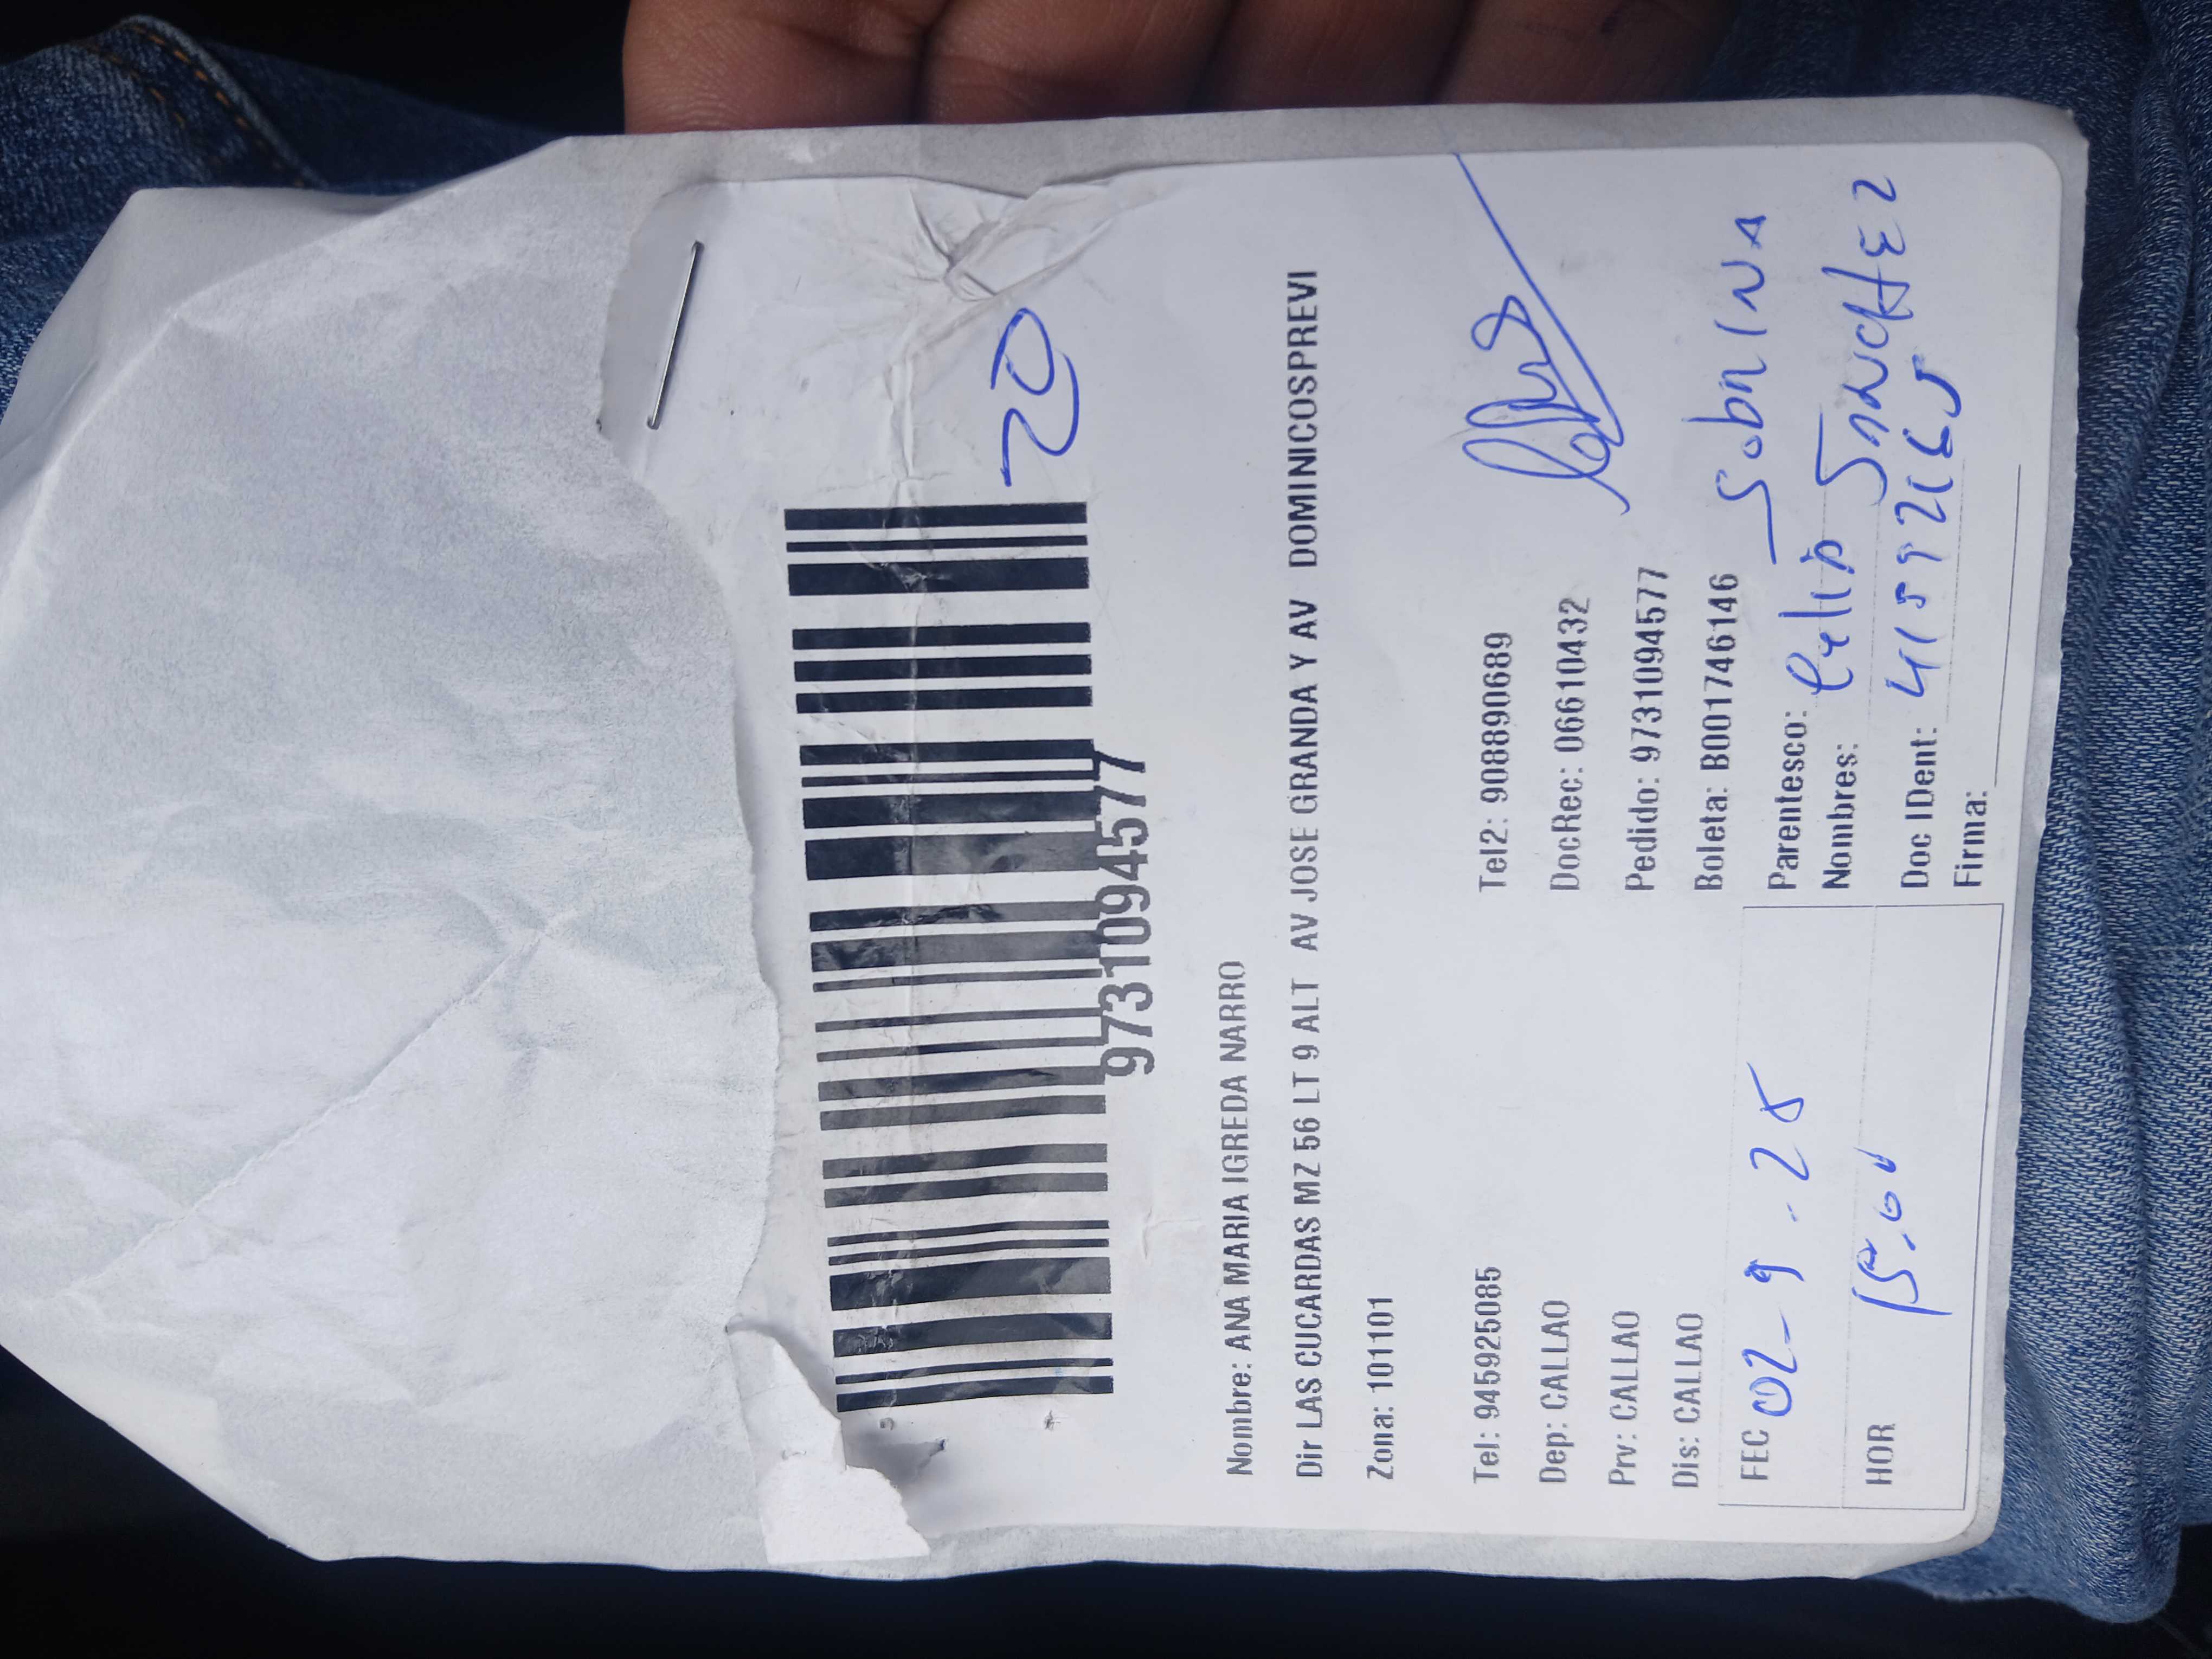 20
9731094577
Nombre: ANA MARIA IGREDA NARRO
Dir LAS CUCARDAS MZ 56 LT 9 ALT AV JOSE GRANDA Y AV DOMINICOSPREVI
Zona: 101101
Tel: 945925085
Tel2: 908890689
Dep: CALLAO
DocRec: 06610432
Prv: CALLAO
Pedido: 9731094577
Dis: CALLAO
Boleta: B001746146
FEC 02-9-25
Parentesco: Sobrina
Nombres: Sanchez
HOR
Doc IDent:
Firma: